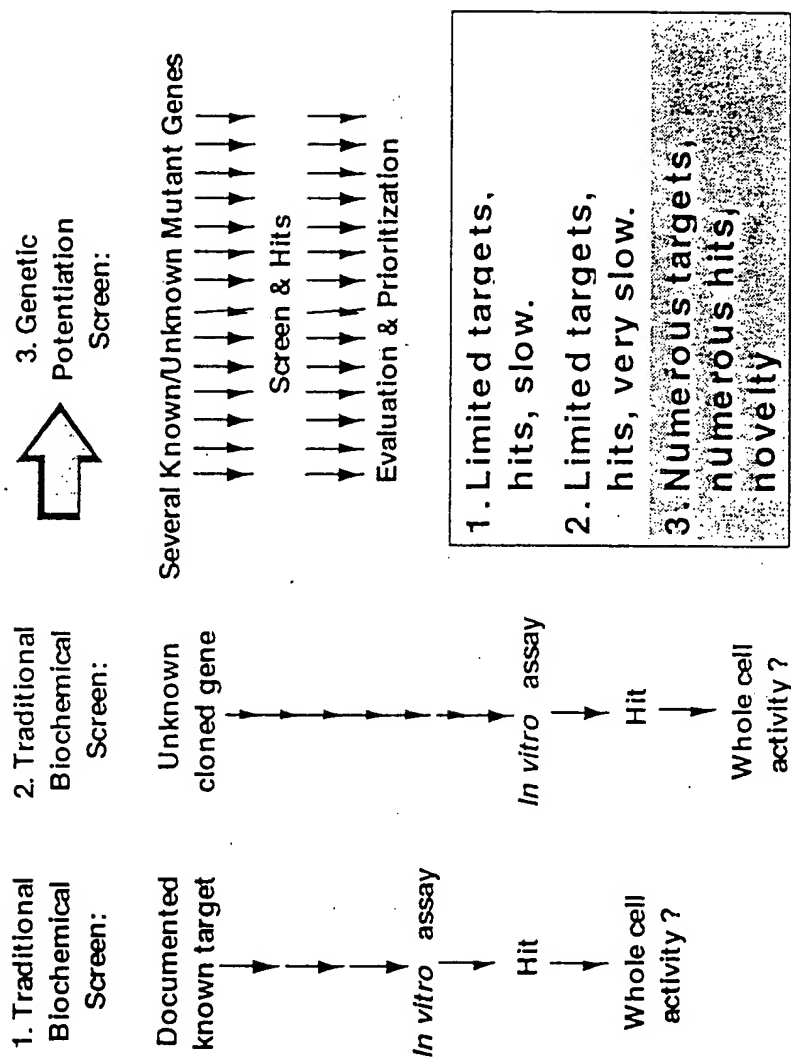 1. Traditional
Biochemical
Screen:
Documented
known target
In vitro assay
Hit
Whole cell
activity?
2. Traditional
Biochemical
Screen:
Unknown
cloned gene
In vitro assay
Hit
Whole cell
activity?
3. Genetic
Potentiation
Screen:
Several Known/Unknown Mutant Genes
Screen & Hits
Evaluation & Prioritization
1. Limited targets,
hits, slow.
2. Limited targets,
hits, very slow.
3. Numerous targets,
numerous hits,
novelty